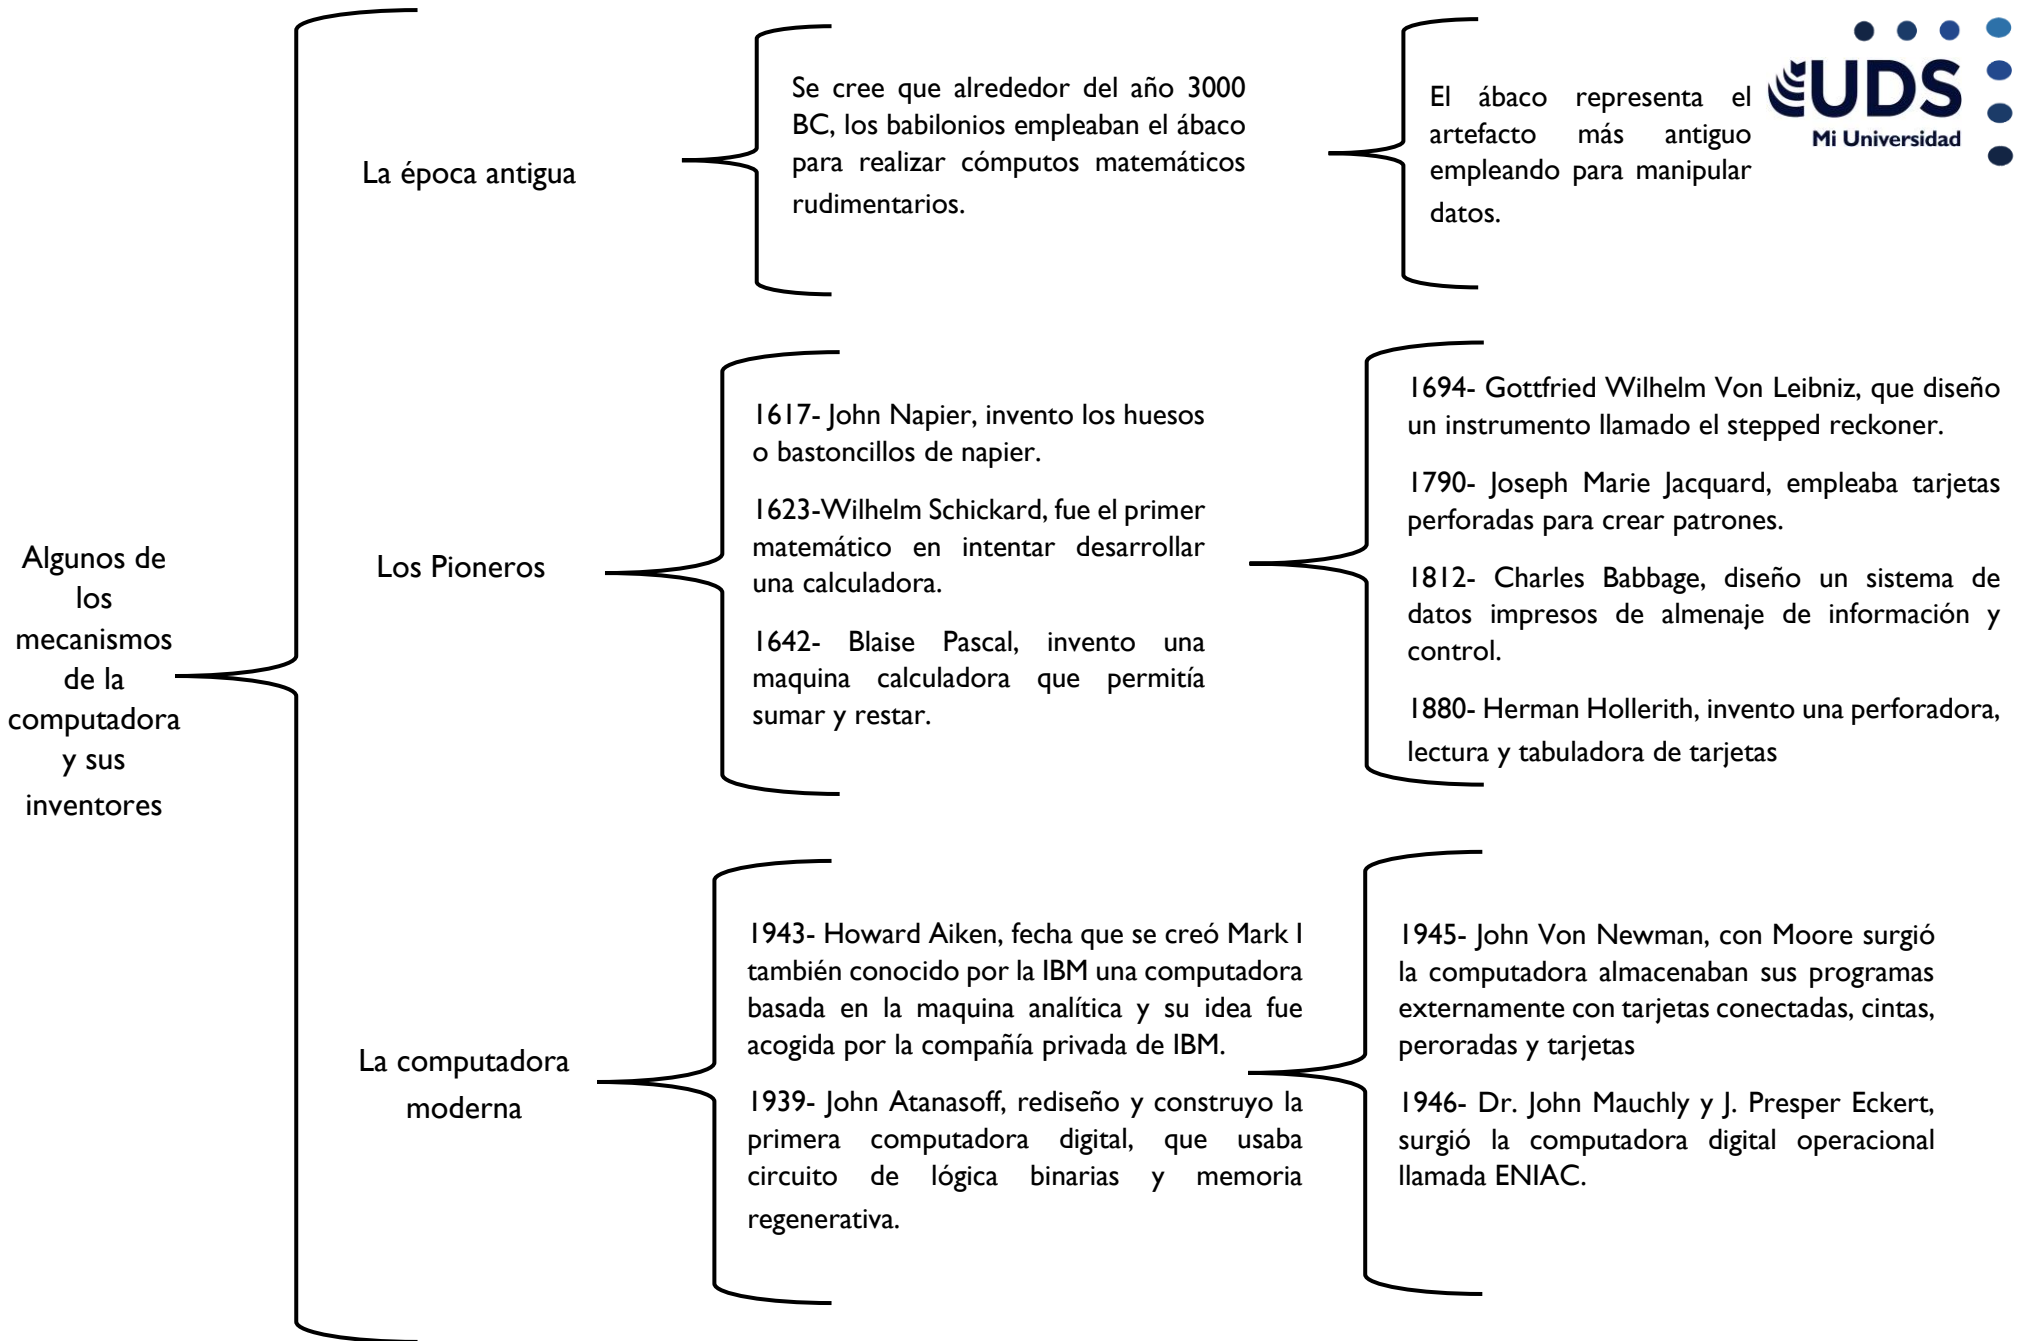 Algunos de
los
mecanismos
de la
computadora
y sus
inventores
La época antigua
Se cree que alrededor del año 3000
BC, los babilonios empleaban el ábaco
para realizar cómputos matemáticos
rudimentarios.
El ábaco representa el
artefacto más antiguo
empleando para manipular
datos.
UDS
Mi Universidad
Los Pioneros
1617- John Napier, invento los huesos
o bastoncillos de napier.
1623-Wilhelm Schickard, fue el primer
matemático en intentar desarrollar
una calculadora.
1642- Blaise Pascal, invento una
maquina calculadora que permitía
sumar y restar.
1694- Gottfried Wilhelm Von Leibniz, que diseño
un instrumento llamado el stepped reckoner.
1790- Joseph Marie Jacquard, empleaba tarjetas
perforadas para crear patrones.
1812- Charles Babbage, diseño un sistema de
datos impresos de almenaje de información y
control.
1880- Herman Hollerith, invento una perforadora,
lectura y tabuladora de tarjetas
La computadora
moderna
1943- Howard Aiken, fecha que se creó Mark I
también conocido por la IBM una computadora
basada en la maquina analítica y su idea fue
acogida por la compañía privada de IBM.
1939- John Atanasoff, rediseño y construyo la
primera computadora digital, que usaba
circuito de lógica binarias y memoria
regenerativa.
1945- John Von Newman, con Moore surgió
la computadora almacenaban sus programas
externamente con tarjetas conectadas, cintas,
peroradas y tarjetas
1946- Dr. John Mauchly y J. Presper Eckert,
surgió la computadora digital operacional
llamada ENIAC.